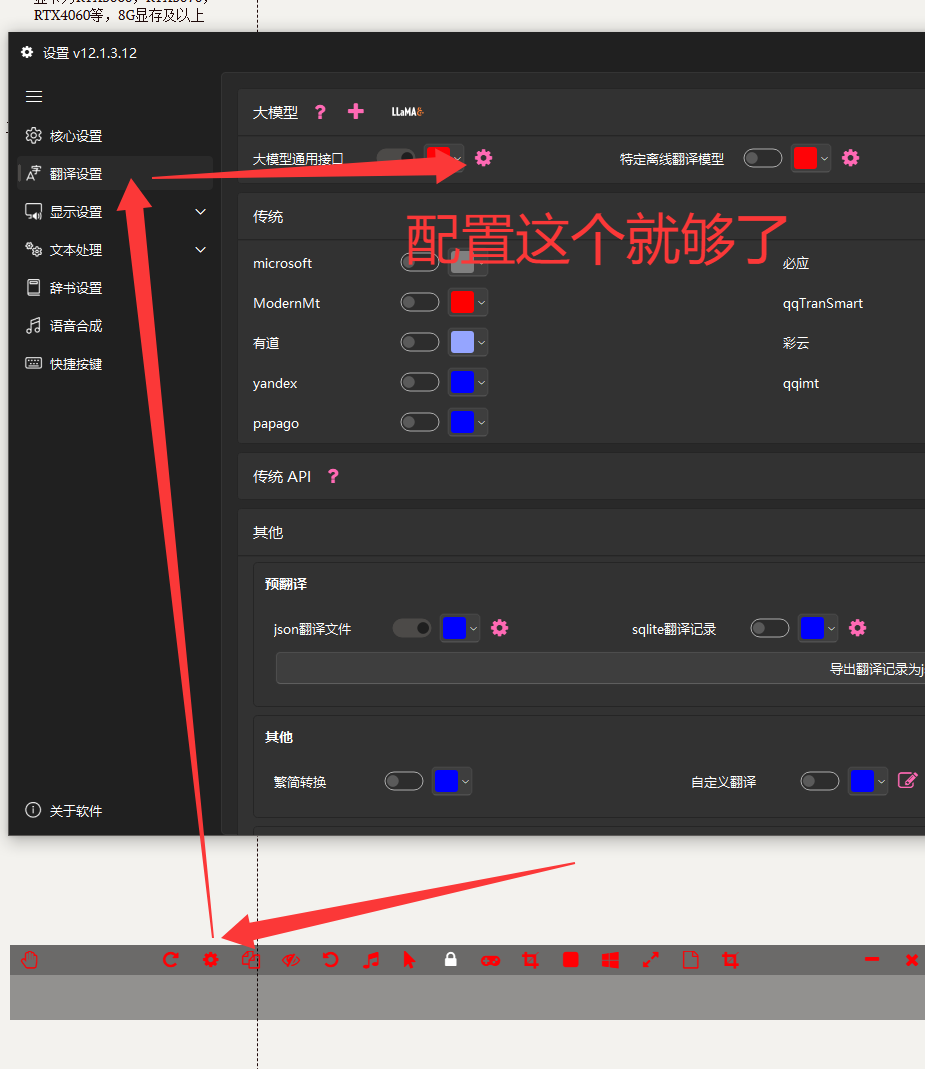 RTX4060等，8G显存及以上
设置 v12.1.3.12
核心设置
翻译设置
显示设置
文本处理
辞书设置
语音合成
快捷按键
关于软件
大模型 ? LLaMA
大模型通用接口 特定离线翻译模型
传统
配置这个就够了
microsoft 必应
ModernMt qqTranSmart
有道 彩云
yandex qqimt
papago
传统 API ?
其他
预翻译
json翻译文件 sqlite翻译记录
导出翻译记录为
其他
繁简转换 自定义翻译